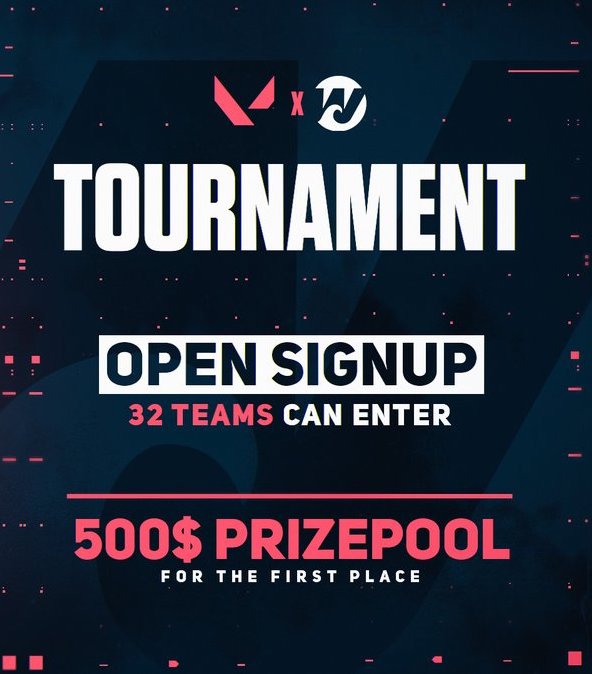 X
TOURNAMENT
OPEN SIGNUP
32 TEAMS CAN ENTER
500$ PRIZEPOOL
FOR THE FIRST PLACE